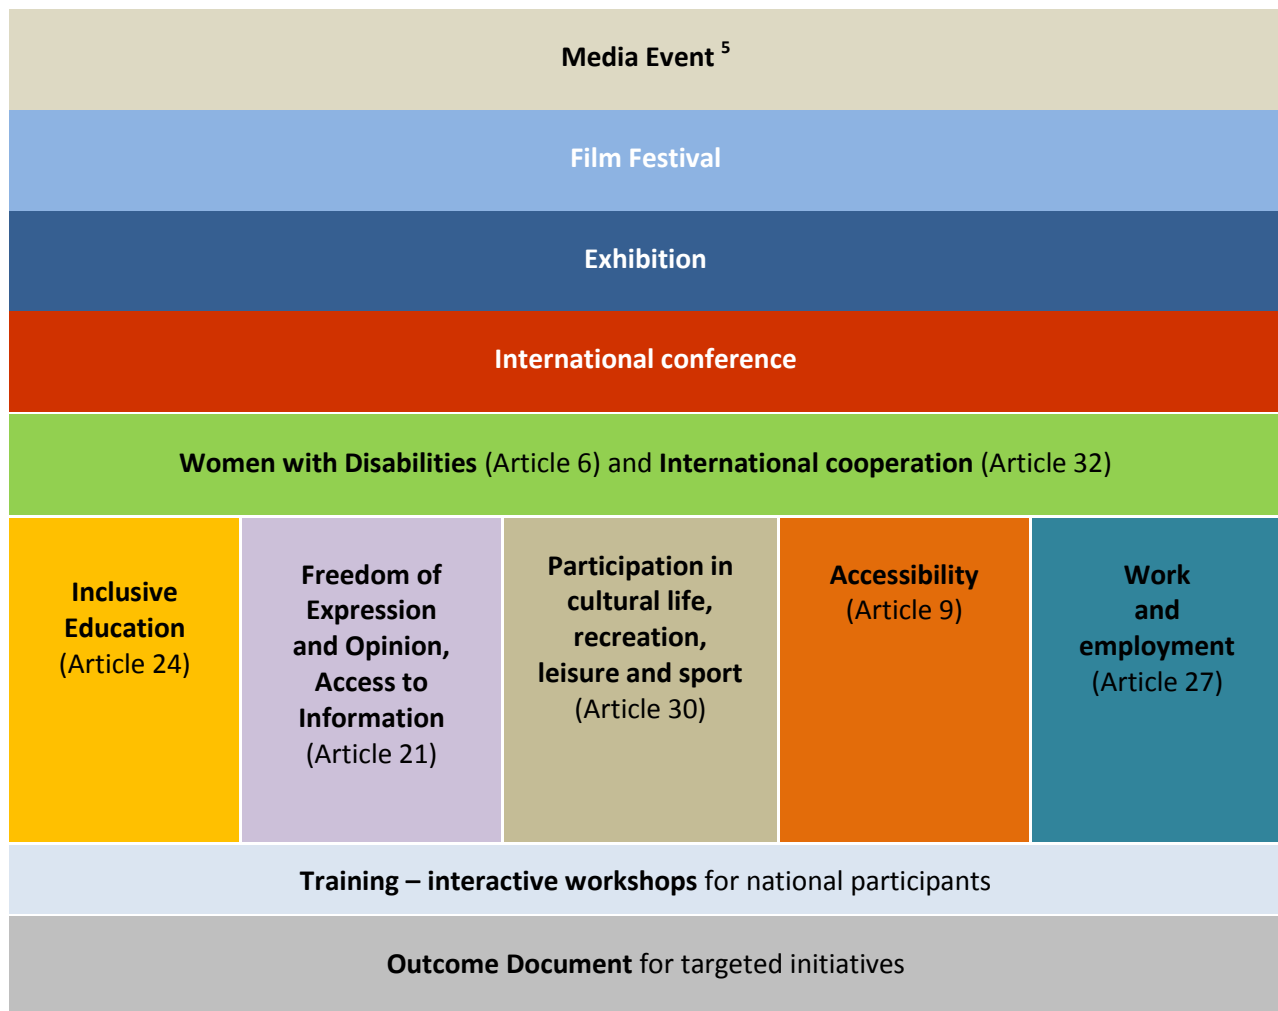 Media Event 5
Film Festival
Exhibition
International conference
Women with Disabilities (Article 6) and International cooperation (Article 32)
Inclusive
Education
(Article 24)
Freedom of
Expression
and Opinion,
Access to
Information
(Article 21)
Participation in
cultural life,
recreation,
leisure and sport
(Article 30)
Accessibility
(Article 9)
Work
and
employment
(Article 27)
Training – interactive workshops for national participants
Outcome Document for targeted initiatives